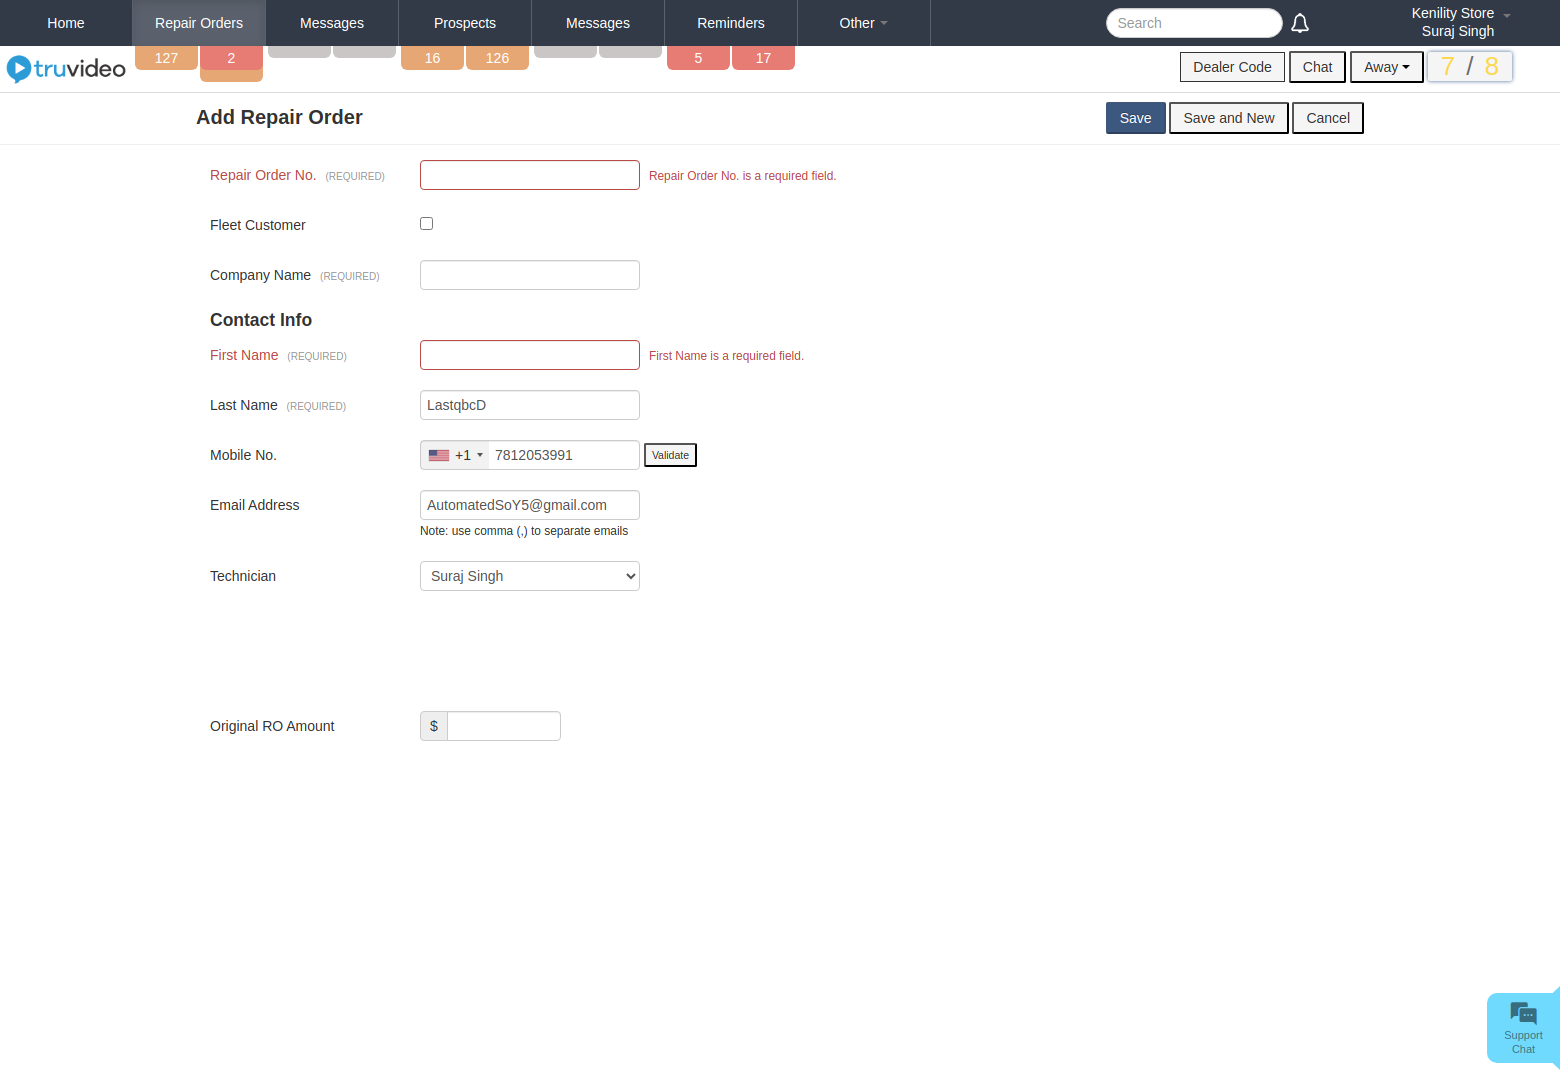 Home Repair Orders Messages Prospects Messages Reminders Other Search Kenility Store
Suraj Singh
truvideo 127 2 16 126 5 17 Dealer Code Chat Away 7 / 8
Add Repair Order Save Save and New Cancel
Repair Order No. (REQUIRED) Repair Order No. is a required field.
Fleet Customer
Company Name (REQUIRED)
Contact Info
First Name (REQUIRED) First Name is a required field.
Last Name (REQUIRED) LastqbcD
Mobile No. +1 7812053991 Validate
Email Address AutomatedSoY5@gmail.com
Note: use comma (,) to separate emails
Technician Suraj Singh
Original RO Amount $
Support
Chat